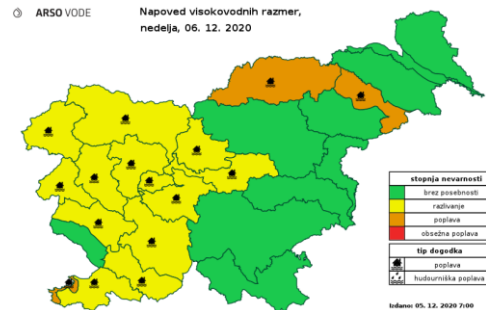 ARSO VODE
Napoved visokovodnih razmer,
nedelja, 06. 12. 2020
stopnja nevarnosti
brez posebnosti
razlivanje
poplava
obsežna poplava
tip dogodka
poplava
hudourniška poplava
Izdano: 05. 12. 2020 7:00